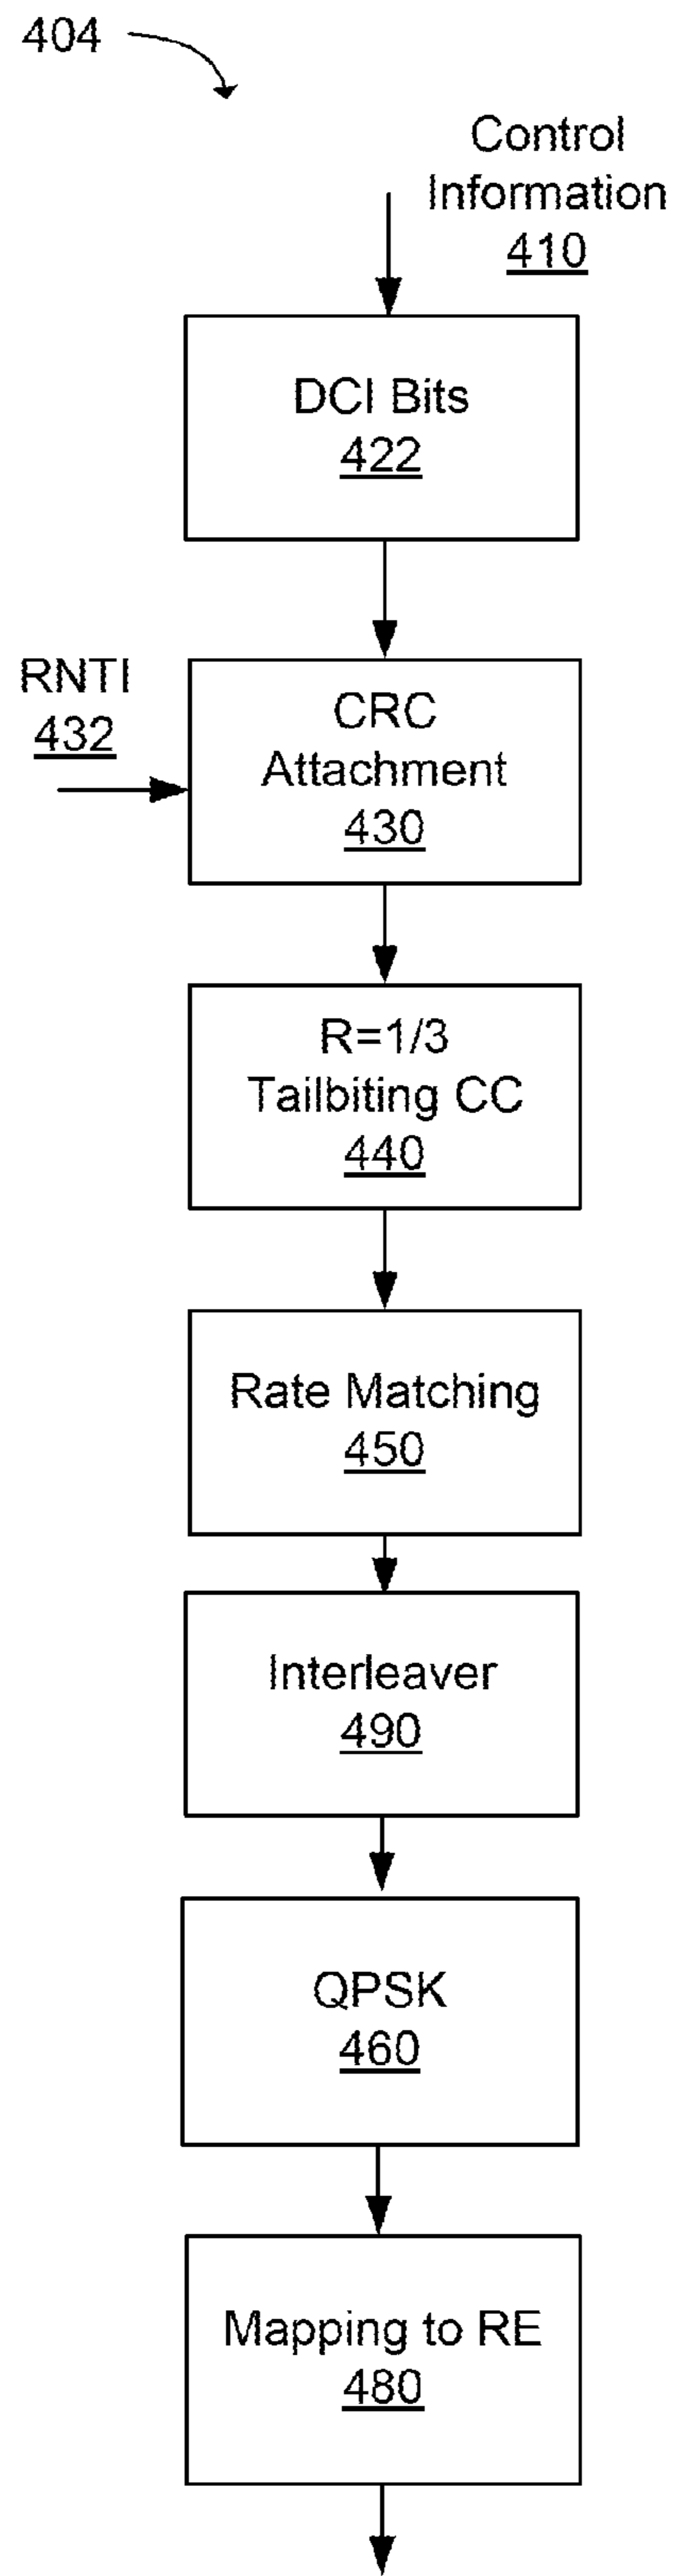 404
Control
Information
410
DCI Bits
422
RNTI
432
CRC
Attachment
430
R=1/3
Tailbiting CC
440
Rate Matching
450
Interleaver
490
QPSK
460
Mapping to RE
480